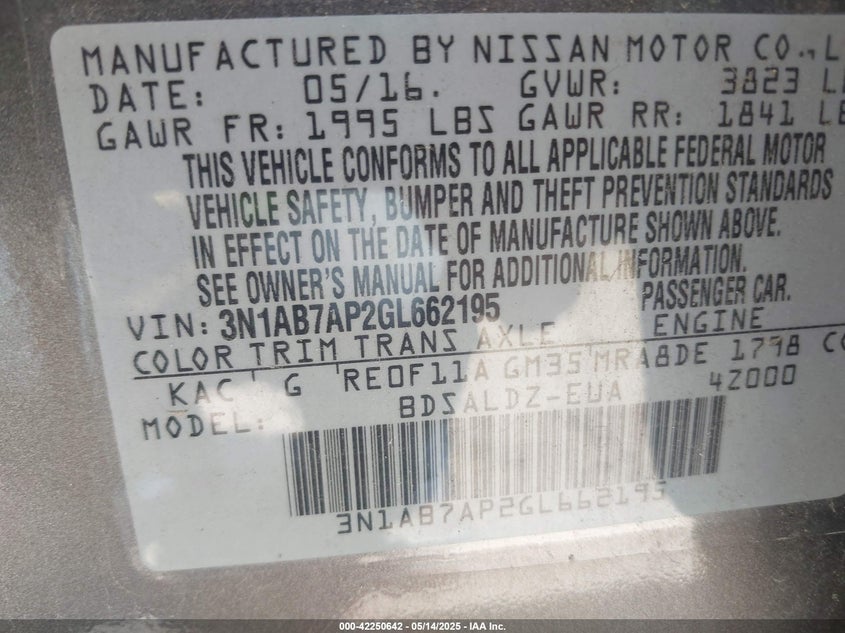 MANUFACTURED BY NISSAN MOTOR CO., L
DATE: 05/16. GVWR: 3823 L
GAWR FR: 1995 LBS GAWR RR: 1841 LB
THIS VEHICLE CONFORMS TO ALL APPLICABLE FEDERAL MOTOR
VEHICLE SAFETY, BUMPER AND THEFT PREVENTION STANDARDS
IN EFFECT ON THE DATE OF MANUFACTURE SHOWN ABOVE.
SEE OWNER'S MANUAL FOR ADDITIONAL INFORMATION.
VIN: 3N1AB7AP2GL662195 PASSENGER CAR.
COLOR TRIM TRANS AXLE ENGINE
KAC G RE0F11A GM35 MRA8DE 1798 CC
MODEL: BDSALDZ-EUA 42000
3N1AB7AP2GL662195
000-42250642 - 05/14/2025 - IAA Inc.